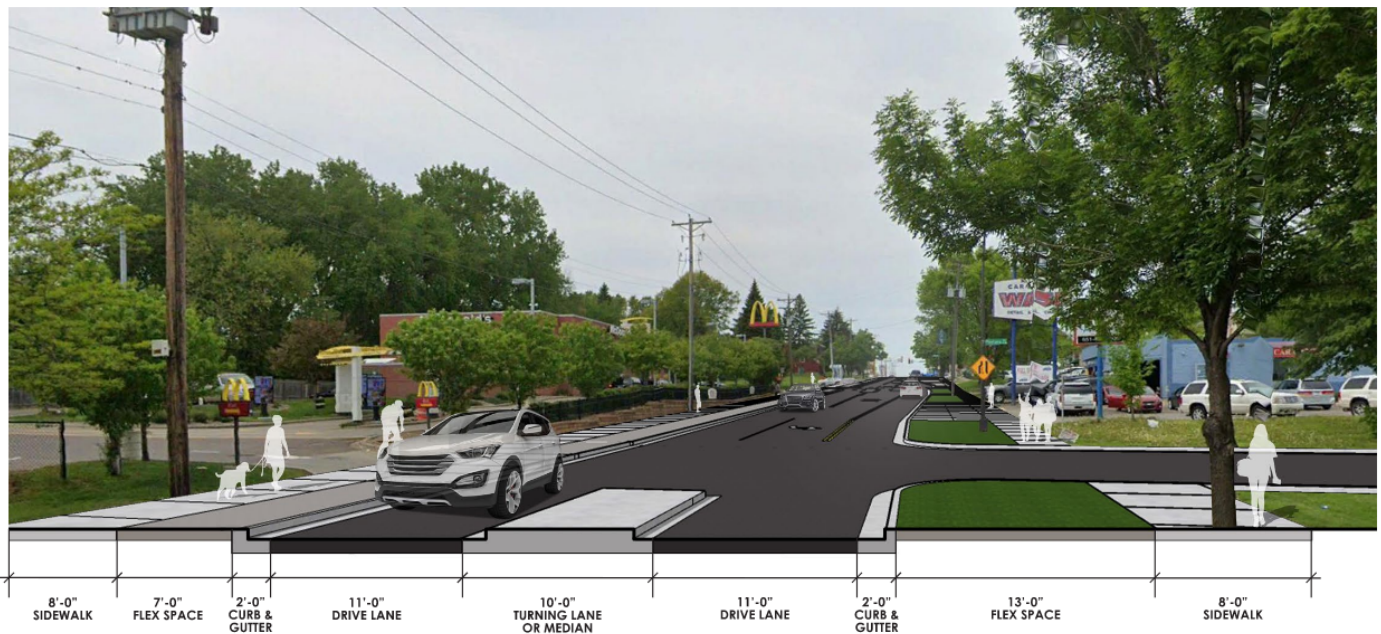 8'-0"
SIDEWALK
7'-0"
FLEX SPACE
2'-0"
CURB &
GUTTER
11'-0"
DRIVE LANE
10'-0"
TURNING LANE
OR MEDIAN
11'-0"
DRIVE LANE
2'-0"
CURB &
GUTTER
13'-0"
FLEX SPACE
8'-0"
SIDEWALK